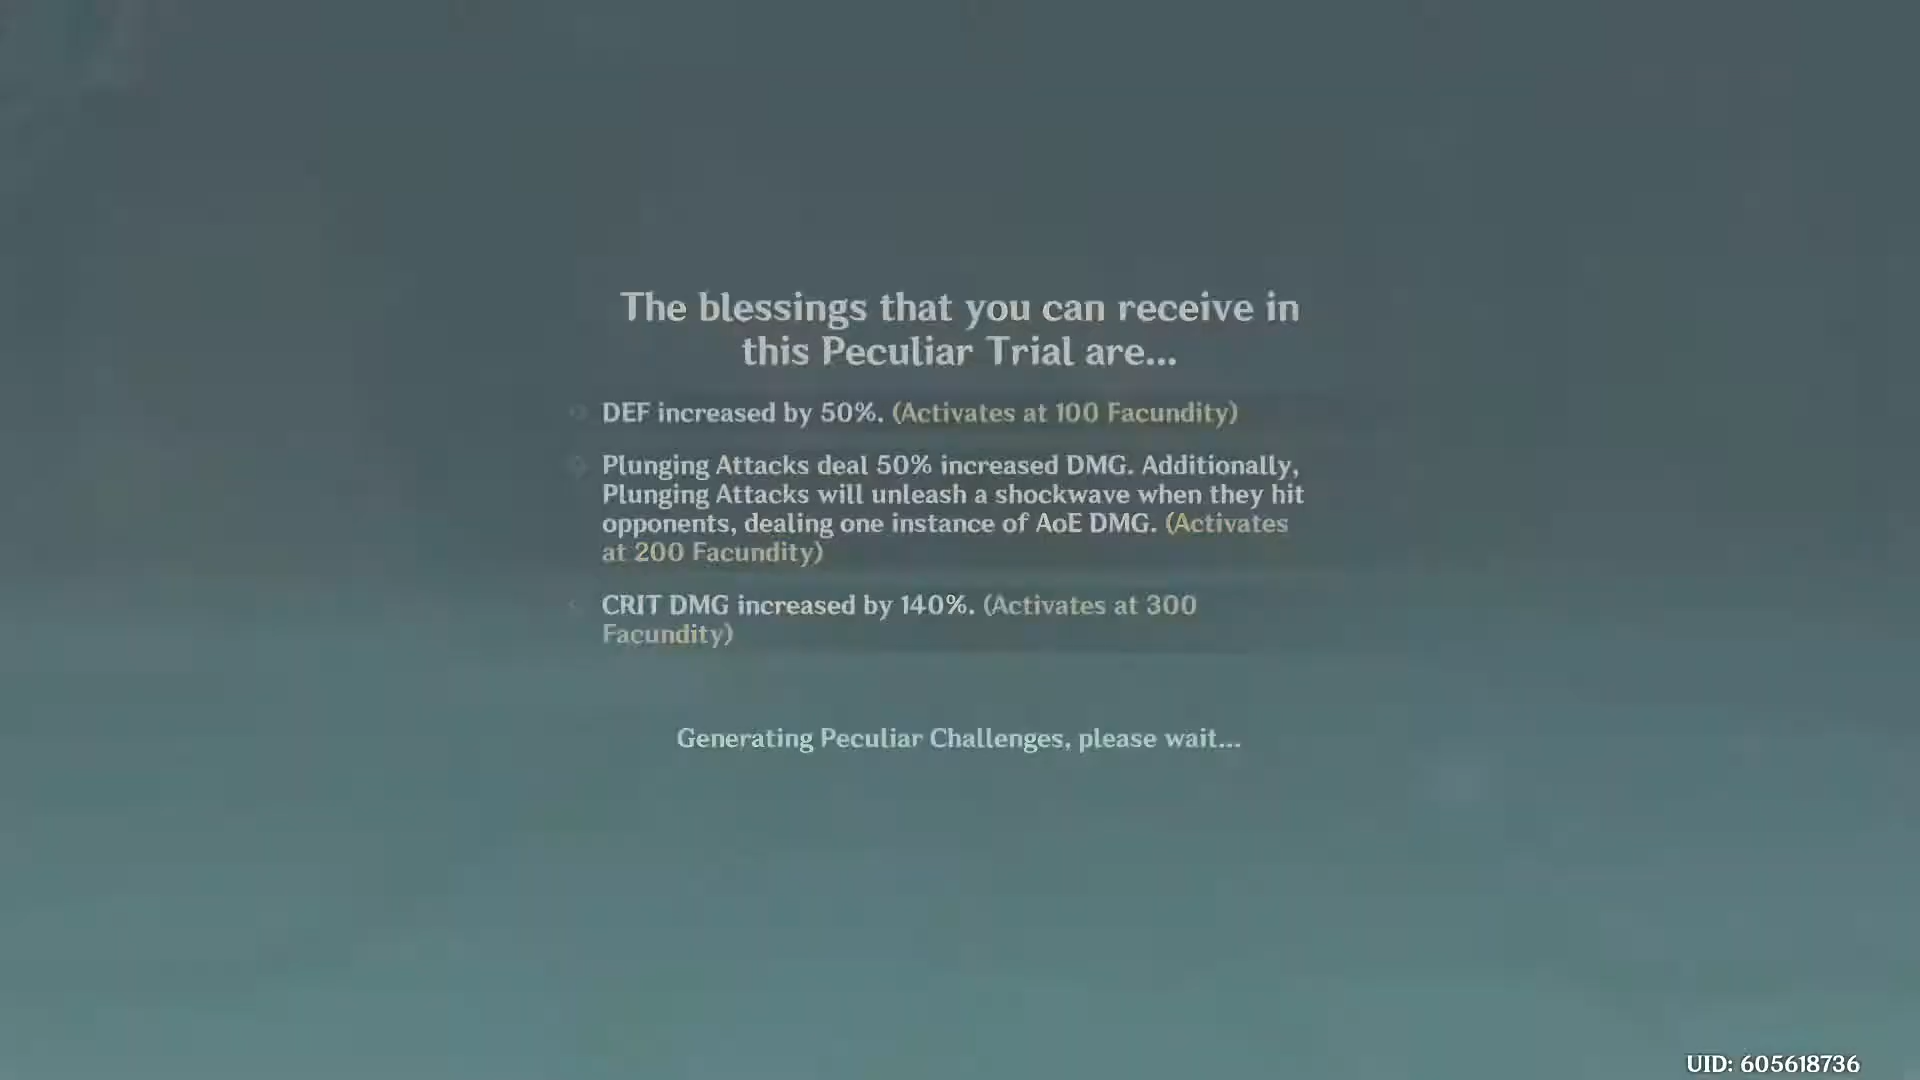 The blessings that you can receive in
this Peculiar Trial are...
DEF increased by 50%. (Activates at 100 Facundity)
Plunging Attacks deal 50% increased DMG. Additionally,
Plunging Attacks will unleash a shockwave when they hit
opponents, dealing one instance of AoE DMG. (Activates
at 200 Facundity)
CRIT DMG increased by 140%. (Activates at 300
Facundity)
Generating Peculiar Challenges, please wait...
UID: 605618736